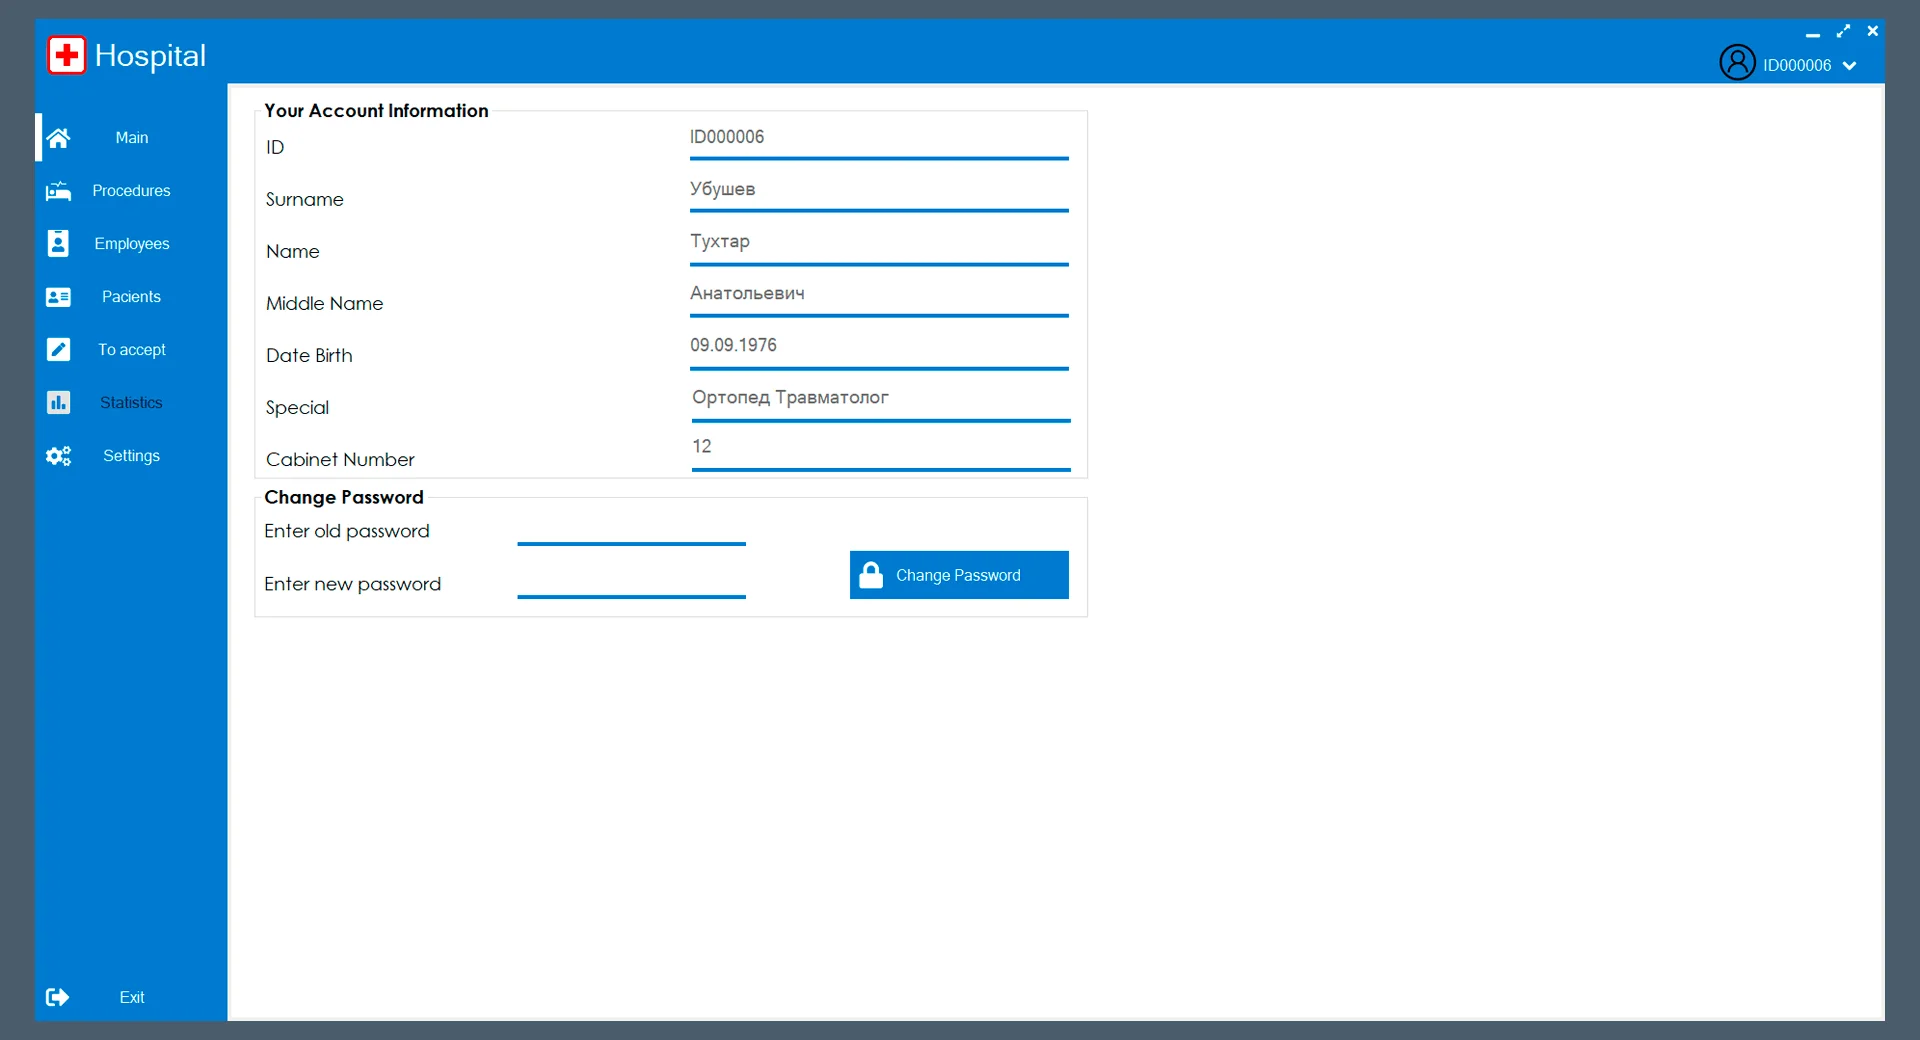 Hospital
ID000006
Main
Procedures
Employees
Pacients
To accept
Statistics
Settings
Exit
Your Account Information
ID ID000006
Surname Убушев
Name Тухтар
Middle Name Анатольевич
Date Birth 09.09.1976
Special Ортопед Травматолог
Cabinet Number 12
Change Password
Enter old password
Enter new password
Change Password